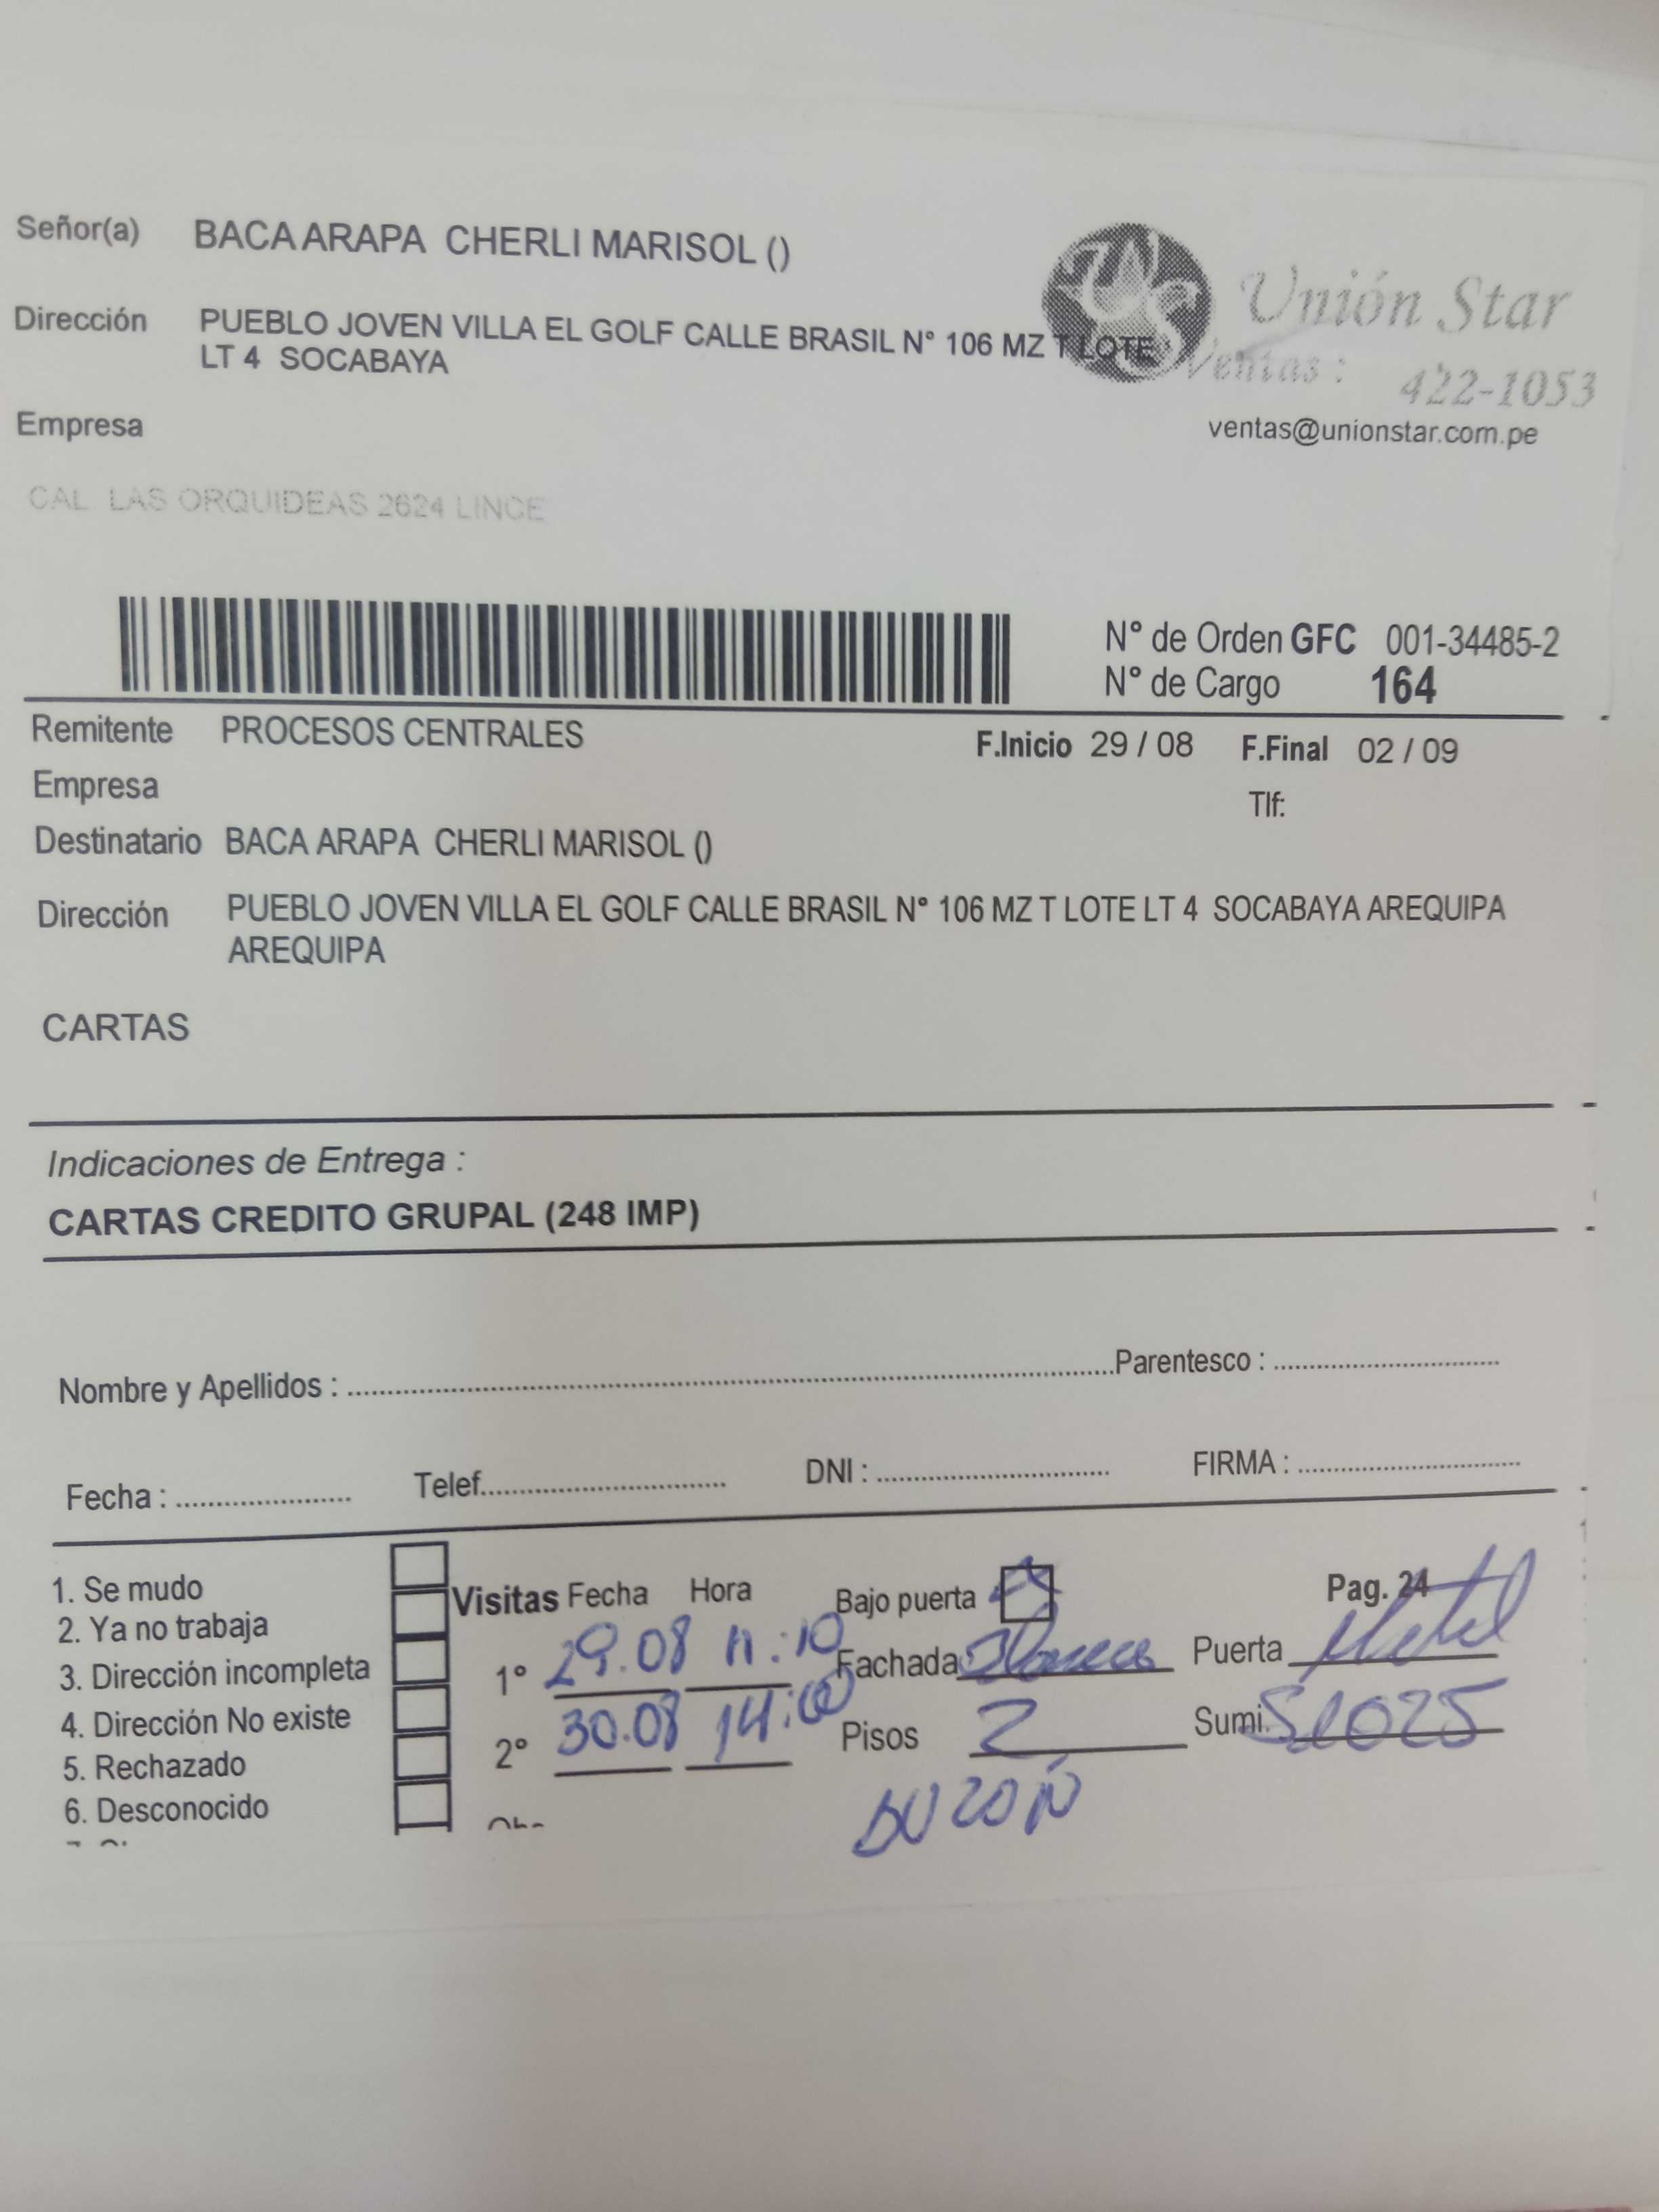 Señor(a) BACA ARAPA CHERLI MARISOL ()
Unión Star
Dirección PUEBLO JOVEN VILLA EL GOLF CALLE BRASIL N° 106 MZ T LOTE
LT 4 SOCABAYA
Ventas : 422-1053
Empresa
ventas@unionstar.com.pe
CAL LAS ORQUIDEAS 2624 LINCE
N° de Orden GFC 001-34485-2
N° de Cargo 164
Remitente PROCESOS CENTRALES F.Inicio 29 / 08 F.Final 02 / 09
Empresa Tlf:
Destinatario BACA ARAPA CHERLI MARISOL ()
Dirección PUEBLO JOVEN VILLA EL GOLF CALLE BRASIL N° 106 MZ T LOTE LT 4 SOCABAYA AREQUIPA
AREQUIPA
CARTAS
Indicaciones de Entrega :
CARTAS CREDITO GRUPAL (248 IMP)
Nombre y Apellidos : Parentesco :
Fecha : Telef. DNI : FIRMA :
1. Se mudo
2. Ya no trabaja
3. Dirección incompleta
4. Dirección No existe
5. Rechazado
6. Desconocido
Visitas Fecha Hora
1° 29.08 11:10
2° 30.08 14:00
Bajo puerta
Pag. 24
Fachada Blanca Puerta Metal
Pisos 2 Sumi.
BUZON